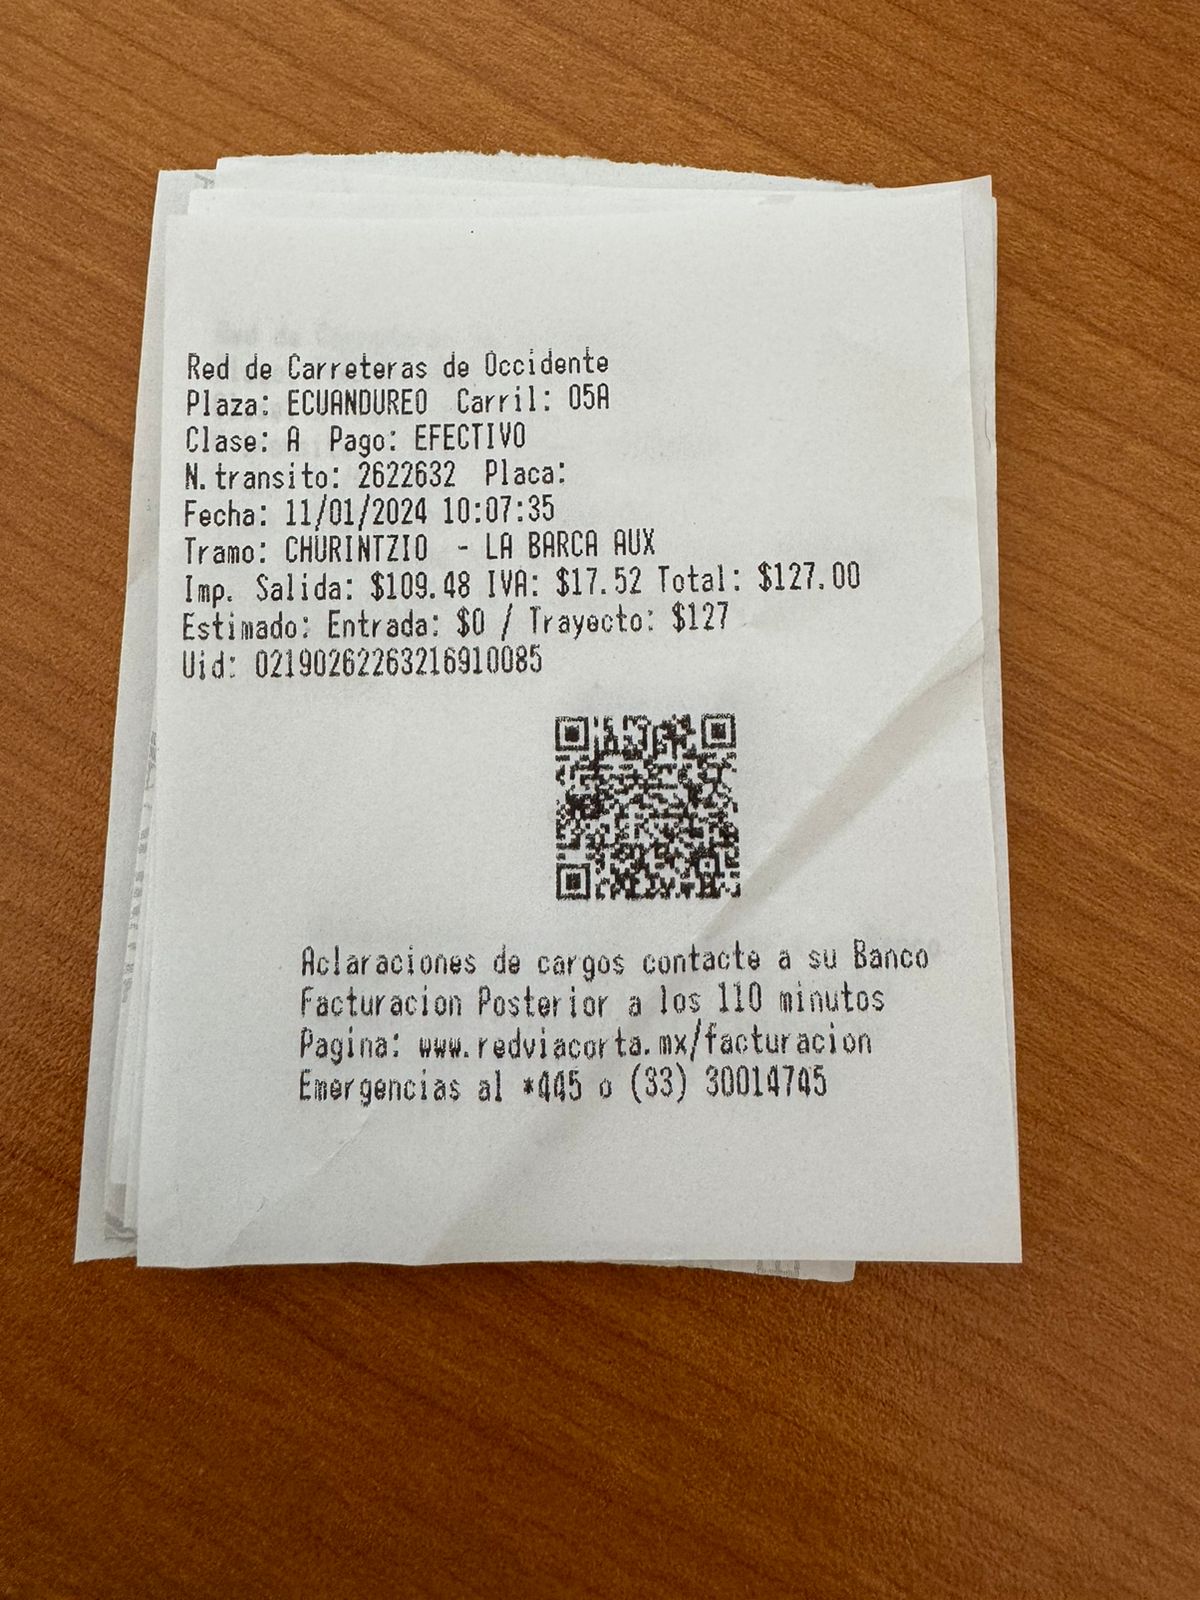 Red de Carreteras de Occidente
Plaza: ECUANDUREO  Carril: 05A
Clase: A  Pago: EFECTIVO
N.transito: 2622632  Placa:
Fecha: 11/01/2024 10:07:35
Tramo: CHURINTZIO  - LA BARCA AUX
Imp. Salida: $109.48 IVA: $17.52 Total: $127.00
Estimado: Entrada: $0 / Trayecto: $127
Uid: 02190262263216910085
Aclaraciones de cargos contacte a su Banco
Facturacion Posterior a los 110 minutos
Pagina: www.redviacorta.mx/facturacion
Emergencias al *445 o (33) 30014745